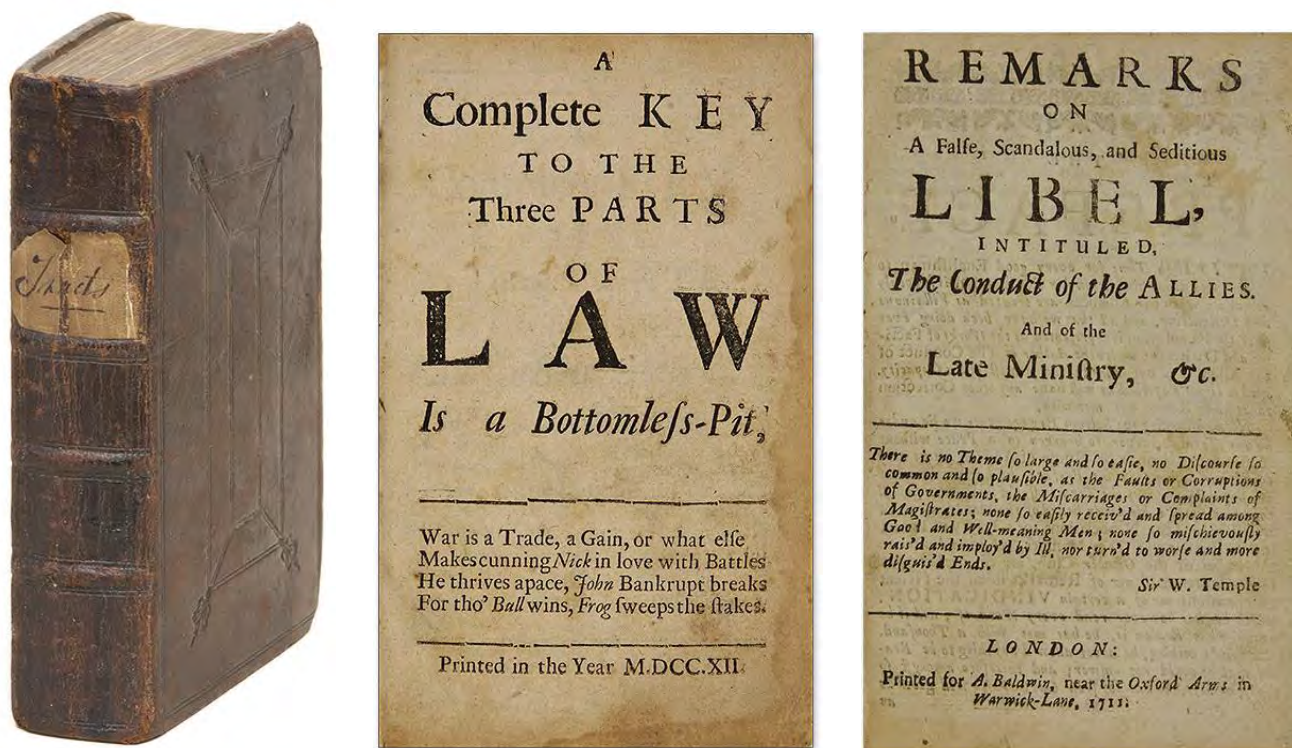 Tracts
A
Complete KEY
TO THE
Three PARTS
OF
LAW
Is a Bottomleſs-Pit,
War is a Trade, a Gain, or what elſe
Makes cunning Nick in love with Battles
He thrives apace, John Bankrupt breaks
For tho' Bull wins, Frog ſweeps the ſtakes.
Printed in the Year M.DCC.XII.
REMARKS
ON
A Falſe, Scandalous, and Seditious
LIBEL,
INTITULED,
The Conduct of the ALLIES.
And of the
Late Miniſtry, &c.
There is no Theme ſo large and ſo eaſie, no Diſcourſe ſo
common and ſo plauſible, as the Faults or Corruptions
of Governments, the Miſcarriages or Complaints of
Magiſtrates; none ſo eaſily receiv'd and ſpread among
Good and Well-meaning Men; none ſo miſchievouſly
rais'd and imploy'd by Ill, nor turn'd to worſe and more
diſguis'd Ends.
Sir W. Temple
LONDON:
Printed for A. Baldwin, near the Oxford Arms in
Warwick-Lane, 1711.